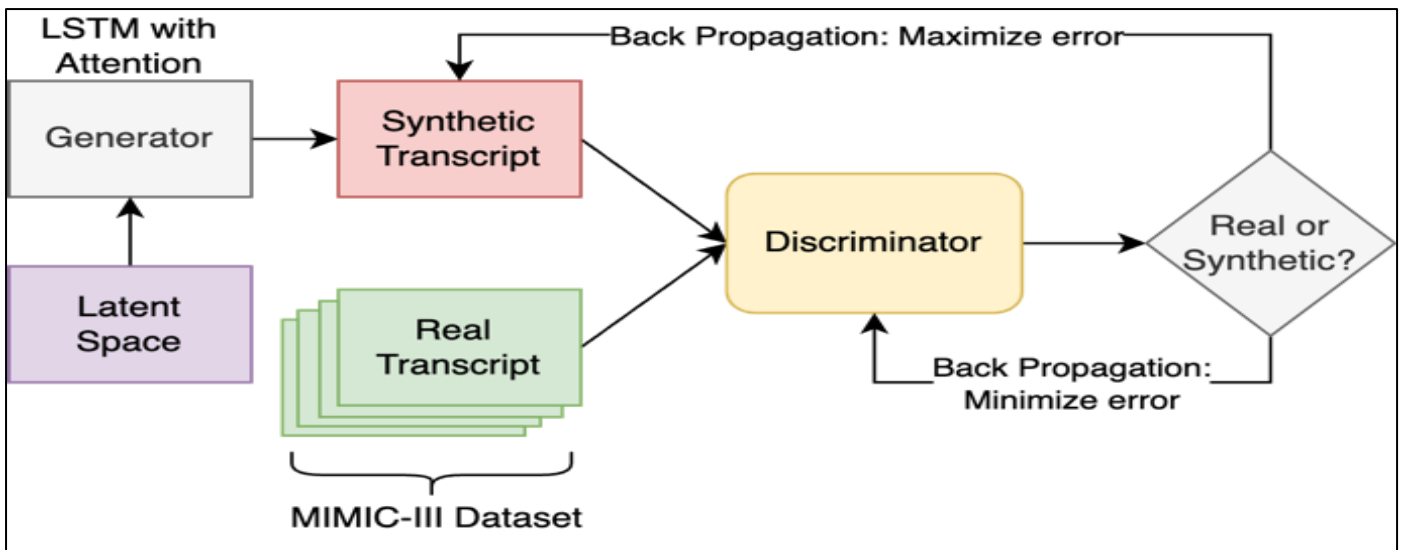 LSTM with
Attention
Generator
Latent
Space
Synthetic
Transcript
Real
Transcript
MIMIC-III Dataset
Back Propagation: Maximize error
Discriminator
Real or
Synthetic?
Back Propagation:
Minimize error